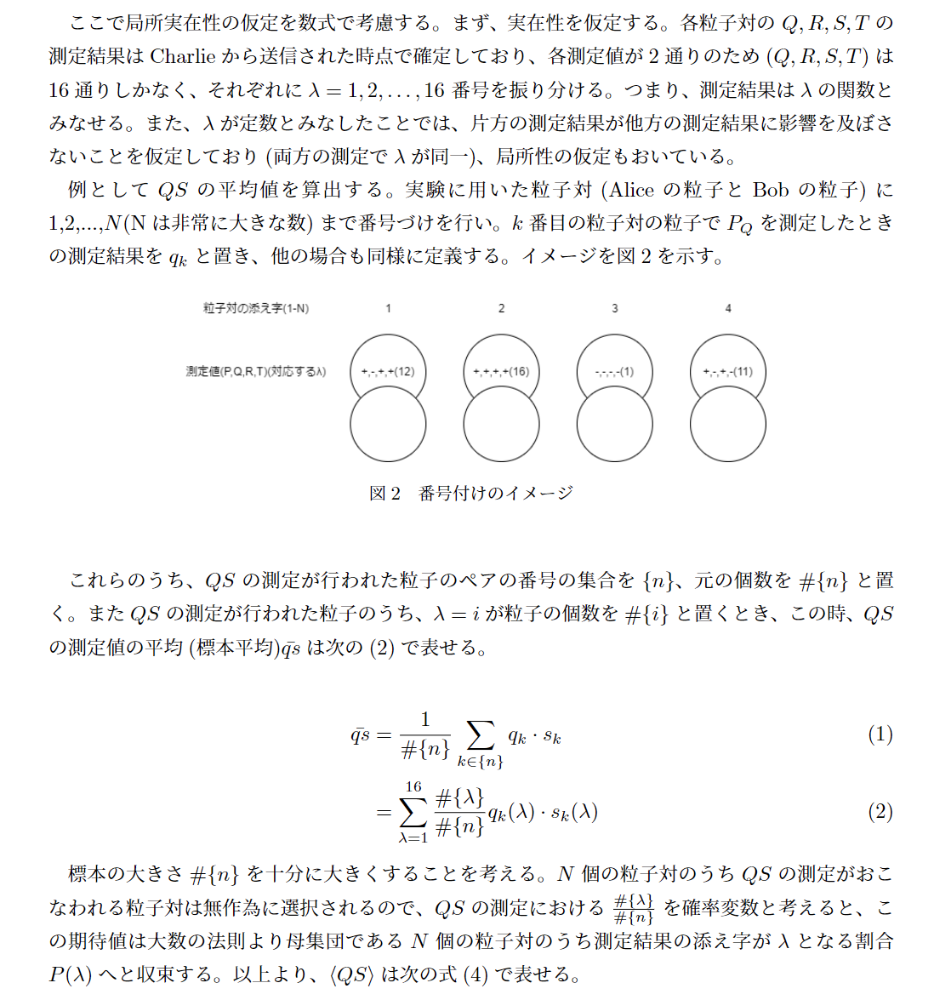 ここで局所実在性の仮定を数式で考慮する。まず、実在性を仮定する。各粒子対の Q, R, S, T の
測定結果は Charlie から送信された時点で確定しており、各測定値が 2 通りのため (Q, R, S, T) は
16 通りしかなく、それぞれに λ = 1, 2, . . . , 16 番号を振り分ける。つまり、測定結果は λ の関数と
みなせる。また、λ が定数とみなしたことでは、片方の測定結果が他方の測定結果に影響を及ぼさ
ないことを仮定しており (両方の測定で λ が同一)、局所性の仮定もおいている。
例として QS の平均値を算出する。実験に用いた粒子対 (Alice の粒子と Bob の粒子) に
1,2,...,N(N は非常に大きな数) まで番号づけを行い。k 番目の粒子対の粒子で P_Q を測定したとき
の測定結果を q_k と置き、他の場合も同様に定義する。イメージを図 2 を示す。
粒子対の添え字(1-N) 1 2 3 4
測定値(P,Q,R,T)(対応するλ) +,-,+,+(12) +,+,+,+(16) -,-,-,-(1) +,-,+,-(11)
図 2 番号付けのイメージ
これらのうち、QS の測定が行われた粒子のペアの番号の集合を {n}、元の個数を #{n} と置
く。また QS の測定が行われた粒子のうち、λ = i が粒子の個数を #{i} と置くとき、この時、QS
の測定値の平均 (標本平均)q̄s は次の (2) で表せる。
q̄s = \frac{1}{#{n}} \sum_{k∈{n}} q_k · s_k (1)
= \sum_{λ=1}^{16} \frac{#{λ}}{#{n}} q_k(λ) · s_k(λ) (2)
標本の大きさ #{n} を十分に大きくすることを考える。N 個の粒子対のうち QS の測定がおこ
なわれる粒子対は無作為に選択されるので、QS の測定における \frac{#{λ}}{#{n}} を確率変数と考えると、こ
の期待値は大数の法則より母集団である N 個の粒子対のうち測定結果の添え字が λ となる割合
P(λ) へと収束する。以上より、⟨QS⟩ は次の式 (4) で表せる。